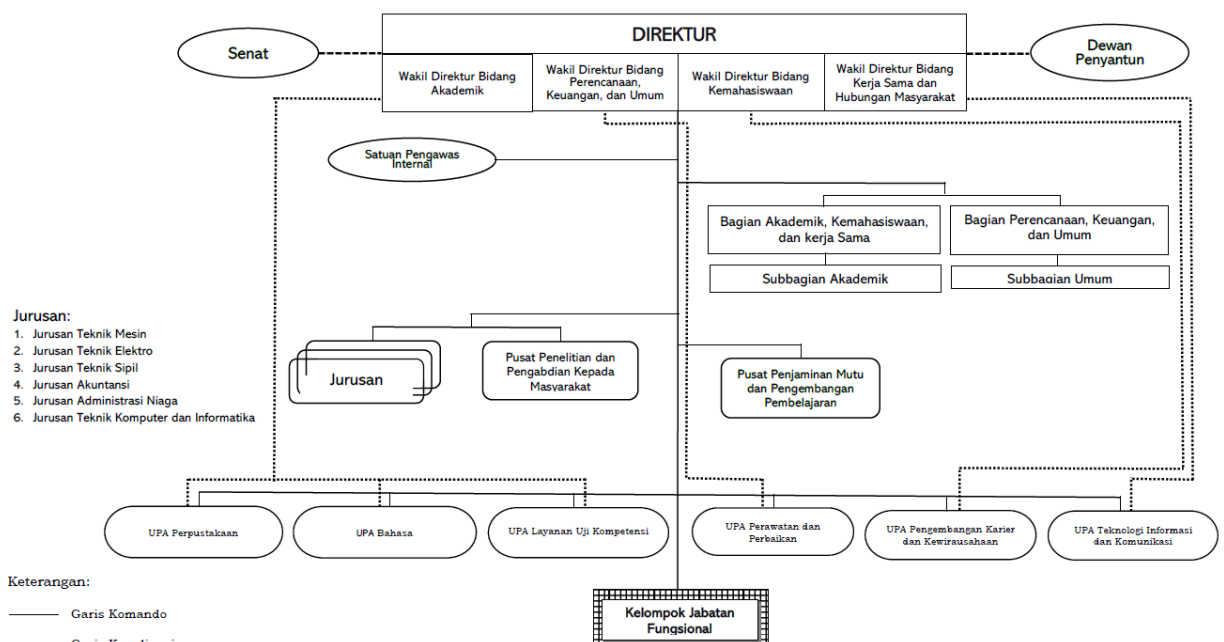 DIREKTUR
Senat
Dewan
Penyantun
Wakil Direktur Bidang
Akademik
Wakil Direktur Bidang
Perencanaan,
Keuangan, dan Umum
Wakil Direktur Bidang
Kemahasiswaan
Wakil Direktur Bidang
Kerja Sama dan
Hubungan Masyarakat
Satuan Pengawas
Internal
Bagian Akademik, Kemahasiswaan,
dan kerja Sama
Bagian Perencanaan, Keuangan,
dan Umum
Subbagian Akademik
Subbagian Umum
Jurusan:
1. Jurusan Teknik Mesin
2. Jurusan Teknik Elektro
3. Jurusan Teknik Sipil
4. Jurusan Akuntansi
5. Jurusan Administrasi Niaga
6. Jurusan Teknik Komputer dan Informatika
Jurusan
Pusat Penelitian dan
Pengabdian Kepada
Masyarakat
Pusat Penjaminan Mutu
dan Pengembangan
Pembelajaran
UPA Perpustakaan
UPA Bahasa
UPA Layanan Uji Kompetensi
UPA Perawatan dan
Perbaikan
UPA Pengembangan Karier
dan Kewirausahaan
UPA Teknologi Informasi
dan Komunikasi
Keterangan:
Garis Komando
Kelompok Jabatan
Fungsional